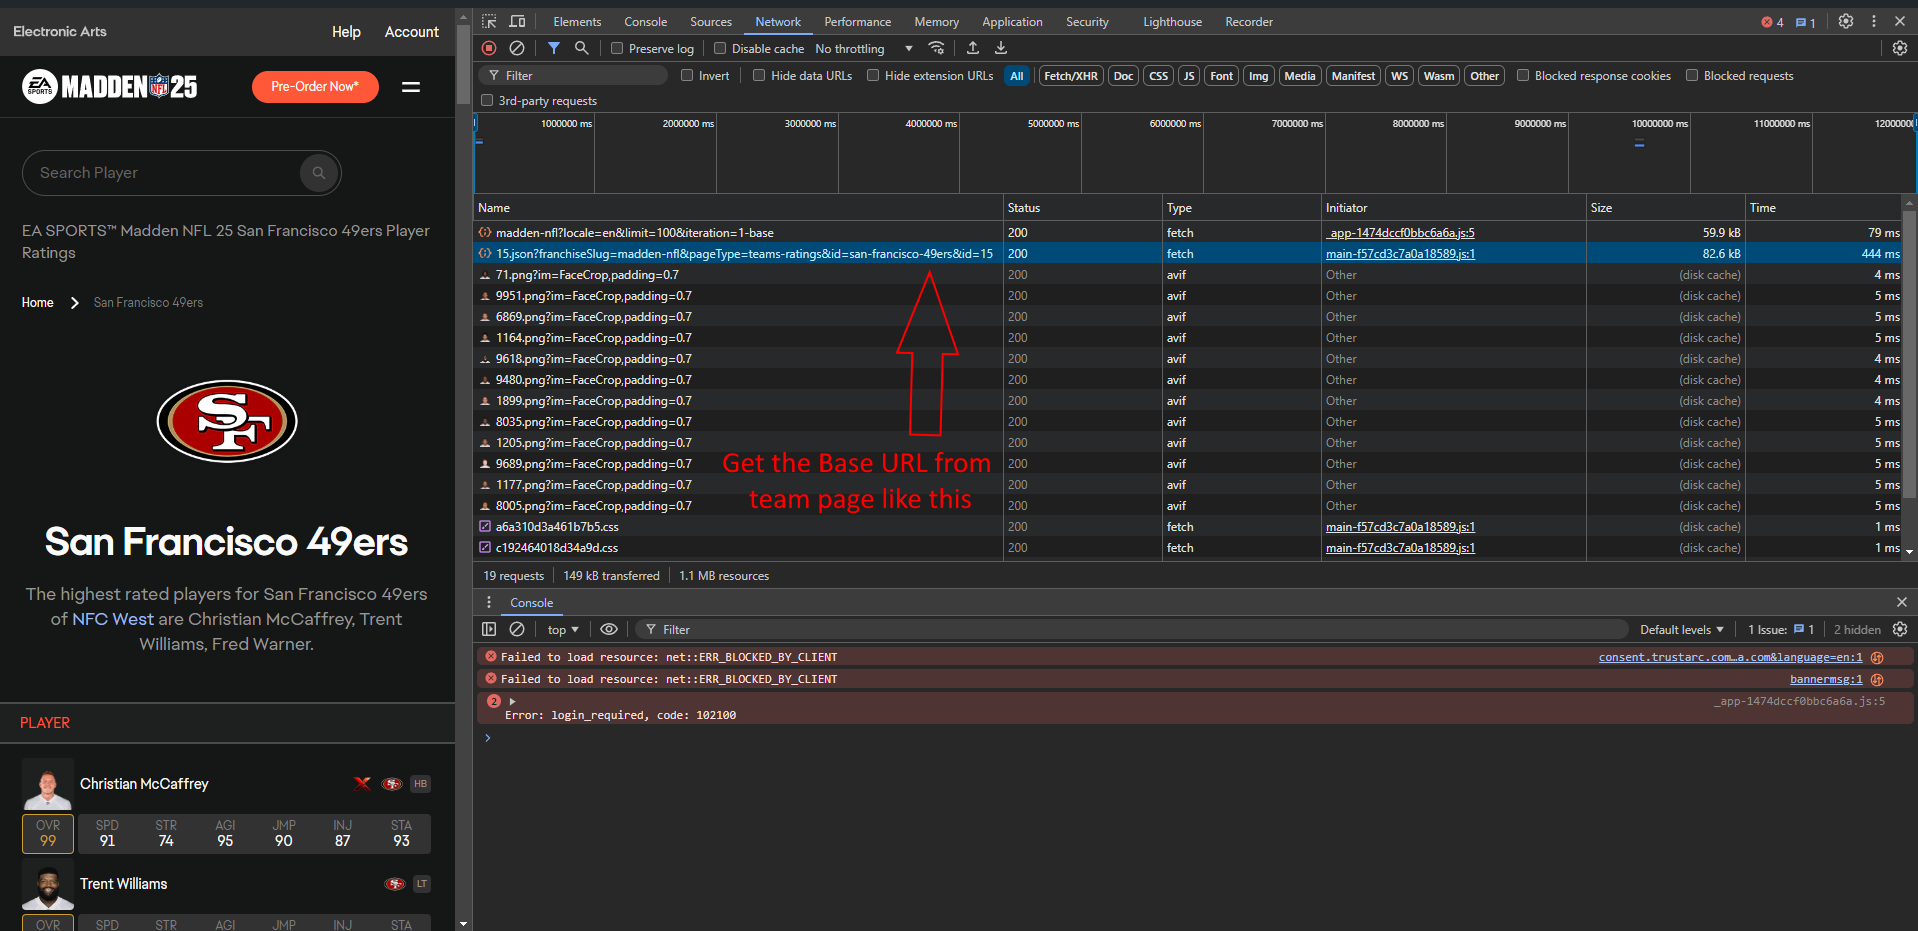 Electronic Arts
Help
Account
EA SPORTS MADDEN NFL 25
Pre-Order Now*
Search Player
EA SPORTS™ Madden NFL 25 San Francisco 49ers Player
Ratings
Home
San Francisco 49ers
SF
San Francisco 49ers
The highest rated players for San Francisco 49ers
of NFC West are Christian McCaffrey, Trent
Williams, Fred Warner.
PLAYER
Christian McCaffrey
HB
OVR SPD STR AGI JMP INJ STA
99 91 74 95 90 87 93
Trent Williams
LT
OVR SPD STR AGI JMP INJ STA
Elements Console Sources Network Performance Memory Application Security Lighthouse Recorder
4 1
Preserve log Disable cache No throttling
Filter Invert Hide data URLs Hide extension URLs All Fetch/XHR Doc CSS JS Font Img Media Manifest WS Wasm Other Blocked response cookies Blocked requests
3rd-party requests
1000000 ms 2000000 ms 3000000 ms 4000000 ms 5000000 ms 6000000 ms 7000000 ms 8000000 ms 9000000 ms 10000000 ms 11000000 ms 12000000
Name Status Type Initiator Size Time
madden-nfl?locale=en&limit=100&iteration=1-base 200 fetch _app-1474dccf0bbc6a6a.js:5 59.9 kB 79 ms
15.json?franchiseSlug=madden-nfl&pageType=teams-ratings&id=san-francisco-49ers&id=15 200 fetch main-f57cd3c7a0a18589.js:1 82.6 kB 444 ms
71.png?im=FaceCrop,padding=0.7 200 avif Other (disk cache) 4 ms
9951.png?im=FaceCrop,padding=0.7 200 avif Other (disk cache) 5 ms
6869.png?im=FaceCrop,padding=0.7 200 avif Other (disk cache) 5 ms
1164.png?im=FaceCrop,padding=0.7 200 avif Other (disk cache) 5 ms
9618.png?im=FaceCrop,padding=0.7 200 avif Other (disk cache) 4 ms
9480.png?im=FaceCrop,padding=0.7 200 avif Other (disk cache) 4 ms
1899.png?im=FaceCrop,padding=0.7 200 avif Other (disk cache) 4 ms
8035.png?im=FaceCrop,padding=0.7 200 avif Other (disk cache) 5 ms
1205.png?im=FaceCrop,padding=0.7 200 avif Other (disk cache) 5 ms
9689.png?im=FaceCrop,padding=0.7 200 avif Other (disk cache) 5 ms
1177.png?im=FaceCrop,padding=0.7 200 avif Other (disk cache) 5 ms
8005.png?im=FaceCrop,padding=0.7 200 avif Other (disk cache) 5 ms
a6a310d3a461b7b5.css 200 fetch main-f57cd3c7a0a18589.js:1 (disk cache) 1 ms
c192464018d34a9d.css 200 fetch main-f57cd3c7a0a18589.js:1 (disk cache) 1 ms
Get the Base URL from
team page like this
19 requests 149 kB transferred 1.1 MB resources
Console
top Filter Default levels 1 Issue: 1 2 hidden
Failed to load resource: net::ERR_BLOCKED_BY_CLIENT consent.trustarc.com…a.com&language=en:1
Failed to load resource: net::ERR_BLOCKED_BY_CLIENT bannermsg:1
2 _app-1474dccf0bbc6a6a.js:5
Error: login_required, code: 102100